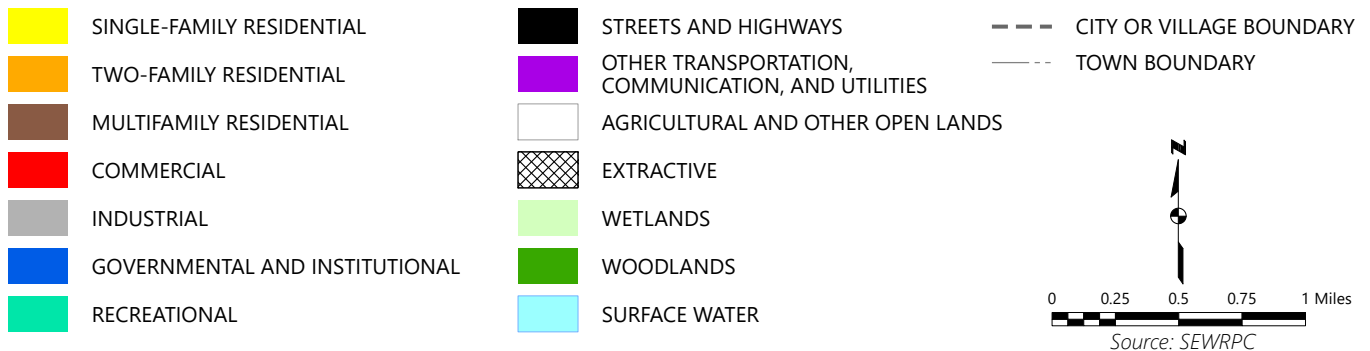 SINGLE-FAMILY RESIDENTIAL
TWO-FAMILY RESIDENTIAL
MULTIFAMILY RESIDENTIAL
COMMERCIAL
INDUSTRIAL
GOVERNMENTAL AND INSTITUTIONAL
RECREATIONAL
STREETS AND HIGHWAYS
OTHER TRANSPORTATION,
COMMUNICATION, AND UTILITIES
AGRICULTURAL AND OTHER OPEN LANDS
EXTRACTIVE
WETLANDS
WOODLANDS
SURFACE WATER
CITY OR VILLAGE BOUNDARY
TOWN BOUNDARY
N
0 0.25 0.5 0.75 1 Miles
Source: SEWRPC